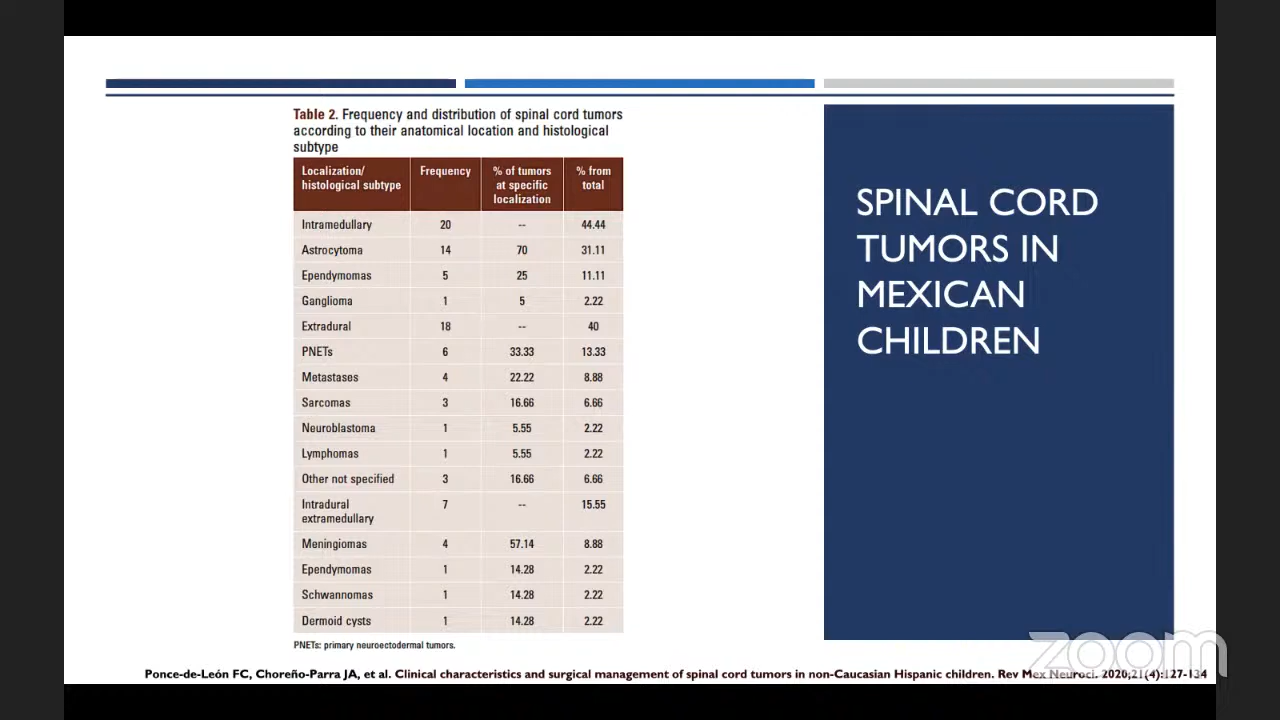 Table 2. Frequency and distribution of spinal cord tumors
according to their anatomical location and histological
subtype
Localization/ histological subtype Frequency % of tumors at specific localization % from total
Intramedullary 20 -- 44.44
Astrocytoma 14 70 31.11
Ependymomas 5 25 11.11
Ganglioma 1 5 2.22
Extradural 18 -- 40
PNETs 6 33.33 13.33
Metastases 4 22.22 8.88
Sarcomas 3 16.66 6.66
Neuroblastoma 1 5.55 2.22
Lymphomas 1 5.55 2.22
Other not specified 3 16.66 6.66
Intradural extramedullary 7 -- 15.55
Meningiomas 4 57.14 8.88
Ependymomas 1 14.28 2.22
Schwannomas 1 14.28 2.22
Dermoid cysts 1 14.28 2.22
PNETs: primary neuroectodermal tumors.
SPINAL CORD
TUMORS IN
MEXICAN
CHILDREN
Ponce-de-León FC, Choreño-Parra JA, et al. Clinical characteristics and surgical management of spinal cord tumors in non-Caucasian Hispanic children. Rev Mex Neuroci. 2020;21(4):127-134
zoom